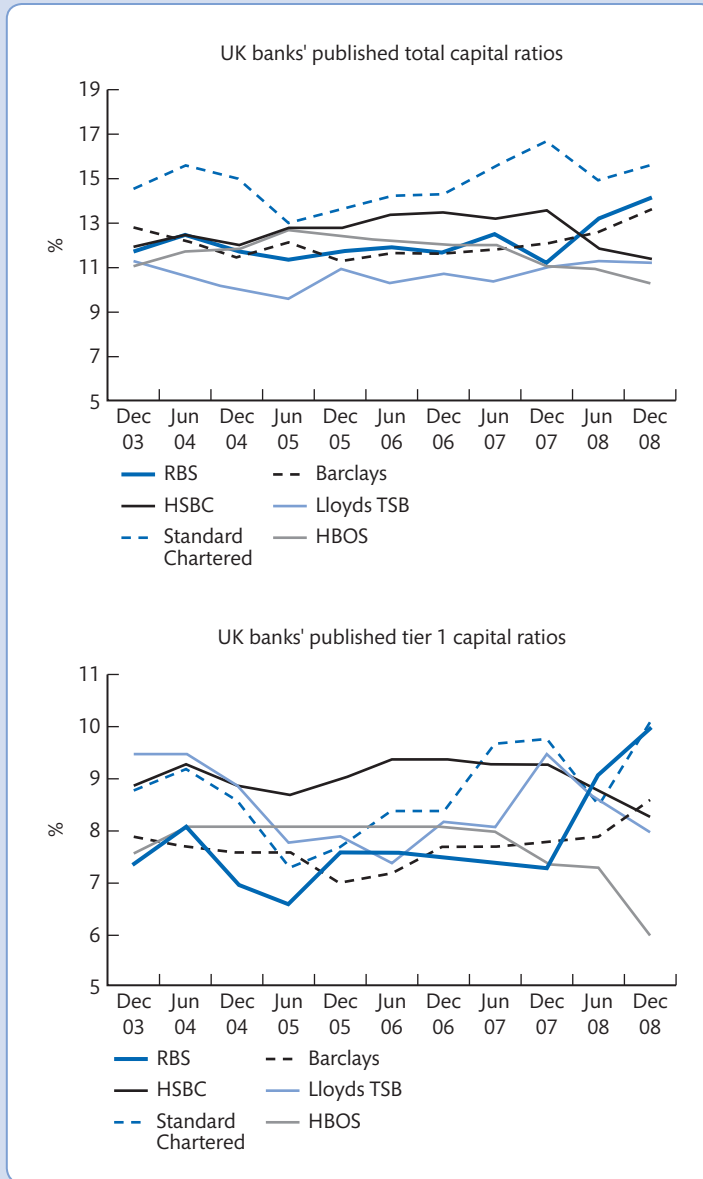 UK banks' published total capital ratios
19
17
15
13
%
11
9
7
5
Dec Jun Dec Jun Dec Jun Dec Jun Dec Jun Dec
03 04 04 05 05 06 06 07 07 08 08
RBS Barclays
HSBC Lloyds TSB
Standard HBOS
Chartered
UK banks' published tier 1 capital ratios
11
10
9
8
%
7
6
5
Dec Jun Dec Jun Dec Jun Dec Jun Dec Jun Dec
03 04 04 05 05 06 06 07 07 08 08
RBS Barclays
HSBC Lloyds TSB
Standard HBOS
Chartered